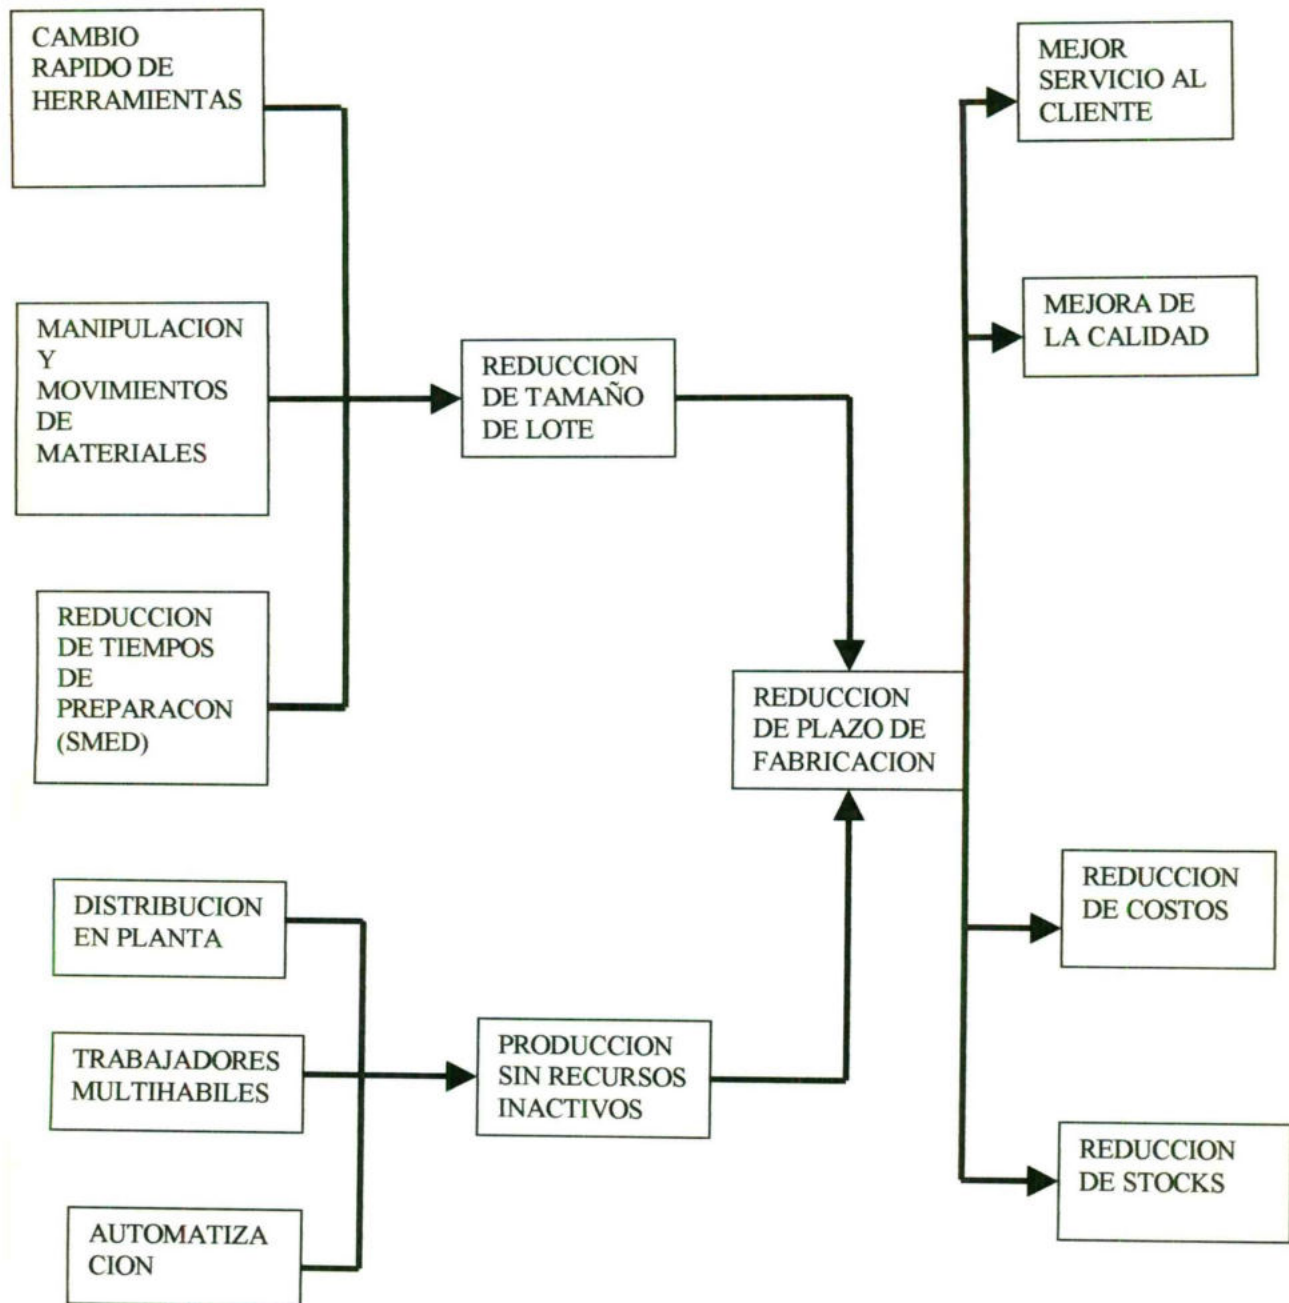 CAMBIO
RAPIDO DE
HERRAMIENTAS
MANIPULACION
Y
MOVIMIENTOS
DE
MATERIALES
REDUCCION
DE TIEMPOS
DE
PREPARACON
(SMED)
REDUCCION
DE TAMAÑO
DE LOTE
DISTRIBUCION
EN PLANTA
TRABAJADORES
MULTIHABILES
AUTOMATIZA
CION
PRODUCCION
SIN RECURSOS
INACTIVOS
REDUCCION
DE PLAZO DE
FABRICACION
MEJOR
SERVICIO AL
CLIENTE
MEJORA DE
LA CALIDAD
REDUCCION
DE COSTOS
REDUCCION
DE STOCKS